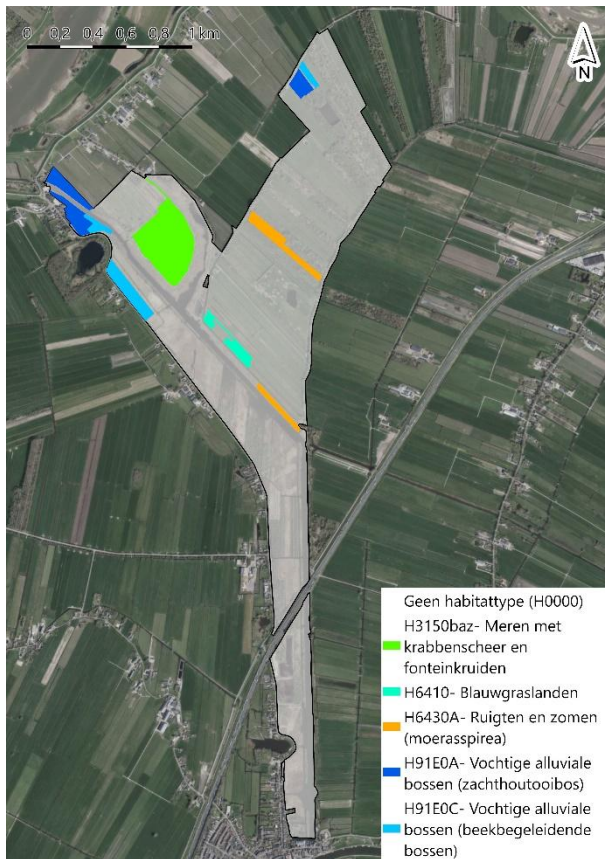 0 0,2 0,4 0,6 0,8 1km
N
Geen habitattype (H0000)
H3150baz- Meren met
krabbenscheer en
fonteinkruiden
H6410- Blauwgraslanden
H6430A- Ruigten en zomen
(moerasspirea)
H91E0A- Vochtige alluviale
bossen (zachthoutooibos)
H91E0C- Vochtige alluviale
bossen (beekbegeleidende
bossen)